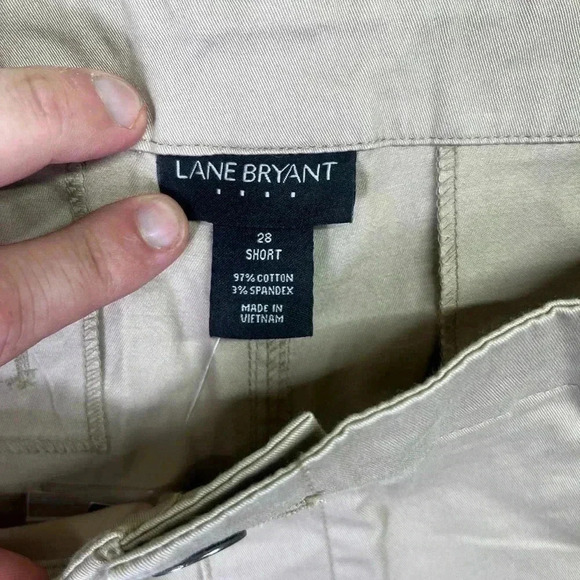 LANE BRYANT
28
SHORT
97% COTTON
3% SPANDEX
MADE IN
VIETNAM